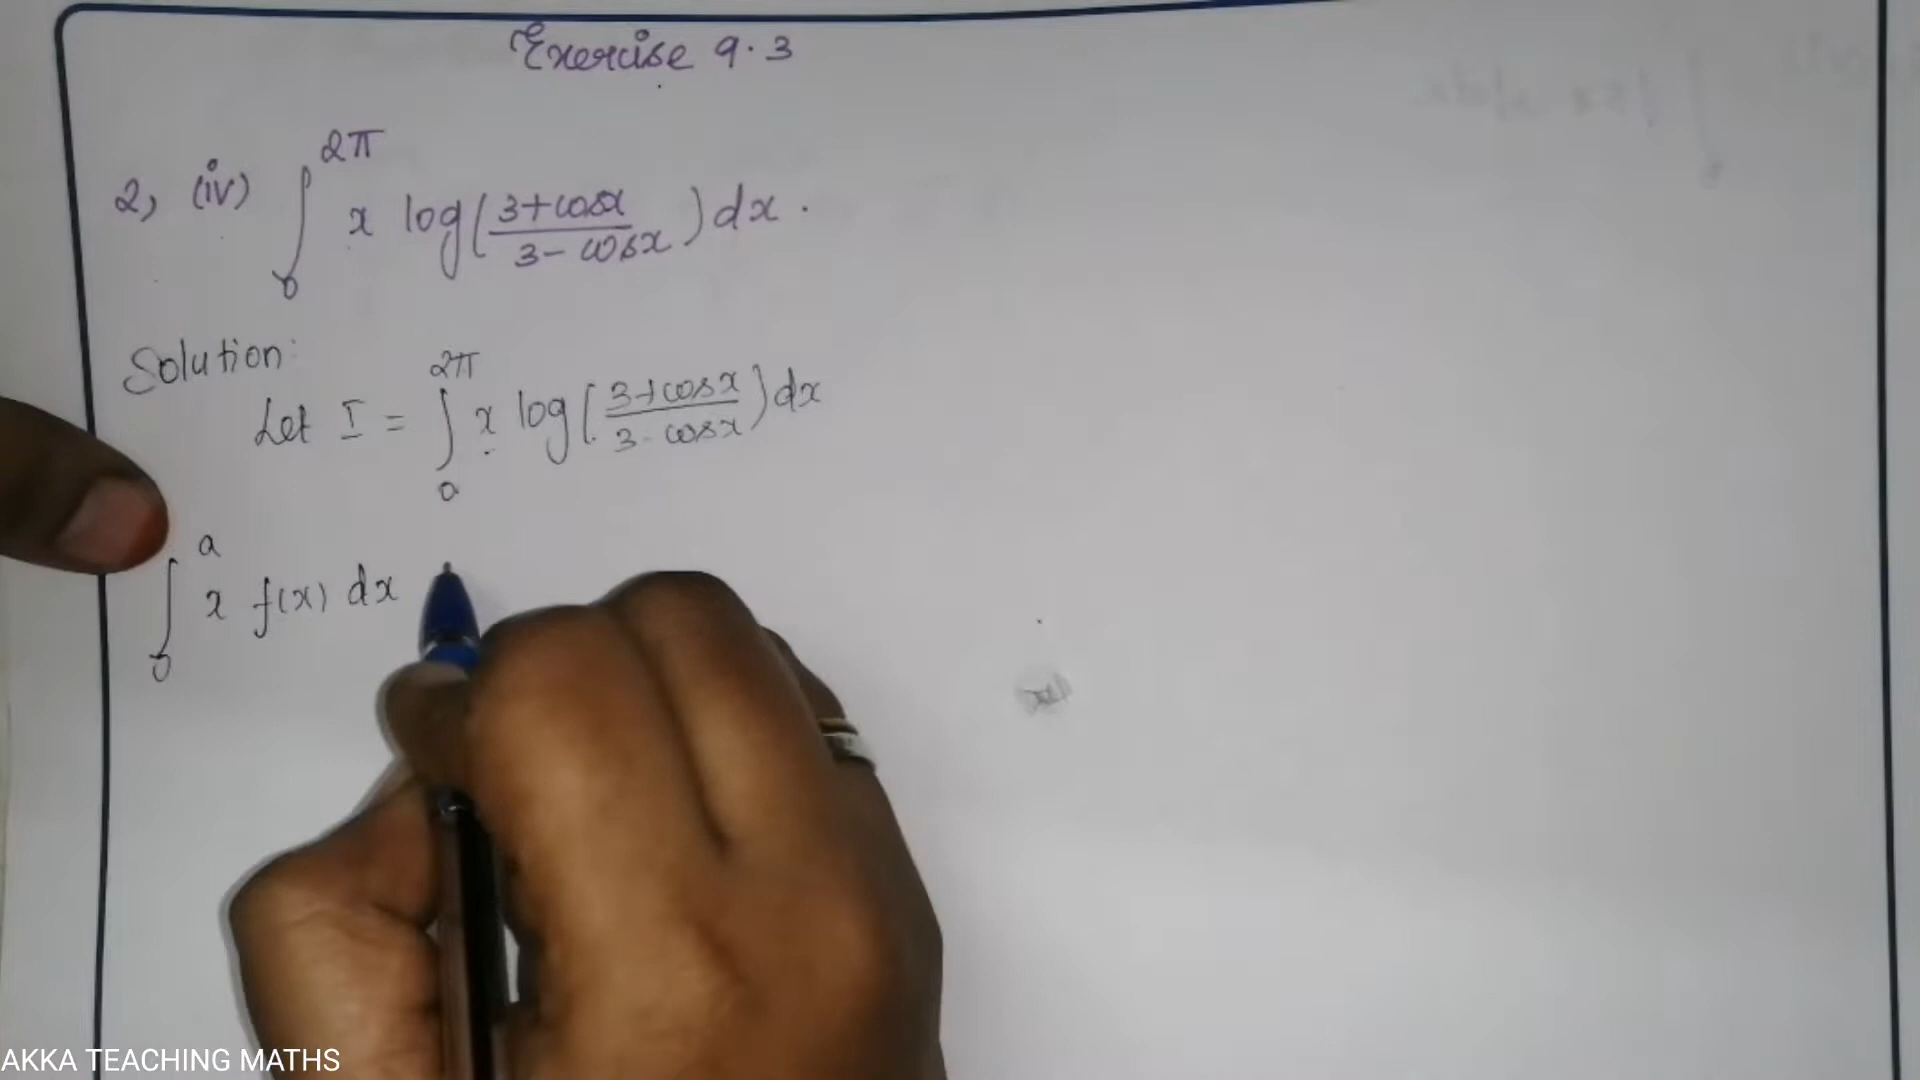 Exercise 9.3
2, (iv) ∫₀^2π x log(3+cosx / 3-cosx) dx.
Solution:
Let I = ∫₀^2π x log(3+cosx / 3-cosx) dx
∫₀^a x f(x) dx
AKKA TEACHING MATHS